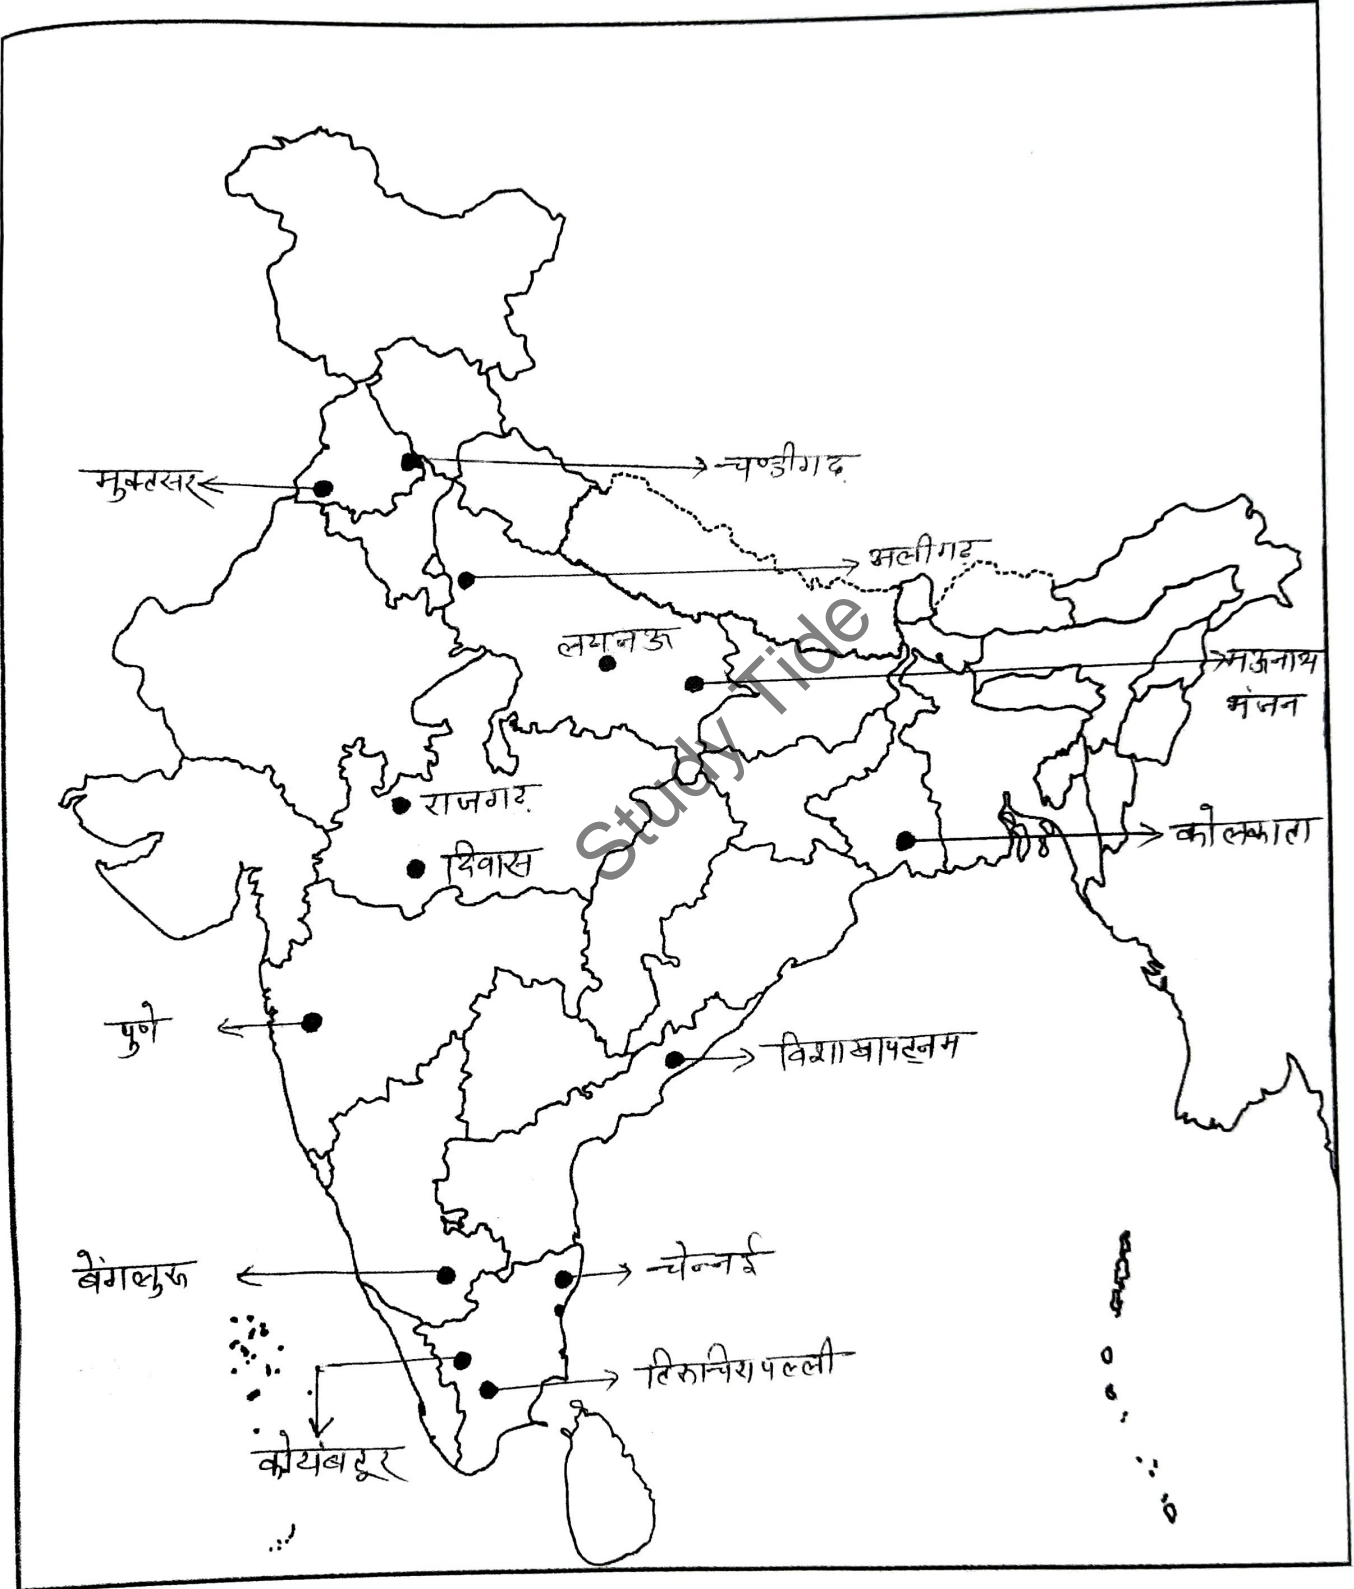 चण्डीगढ़
मुक्तसर
अलीगढ़
लखनऊ
मऊनाथ
भंजन
राजगढ़
दिवास
कोलकाता
पुणे
विशाखापट्नम
बेंगलुरू
चेन्नई
तिरूचिरापल्ली
कोयंबटूर
Study Tide